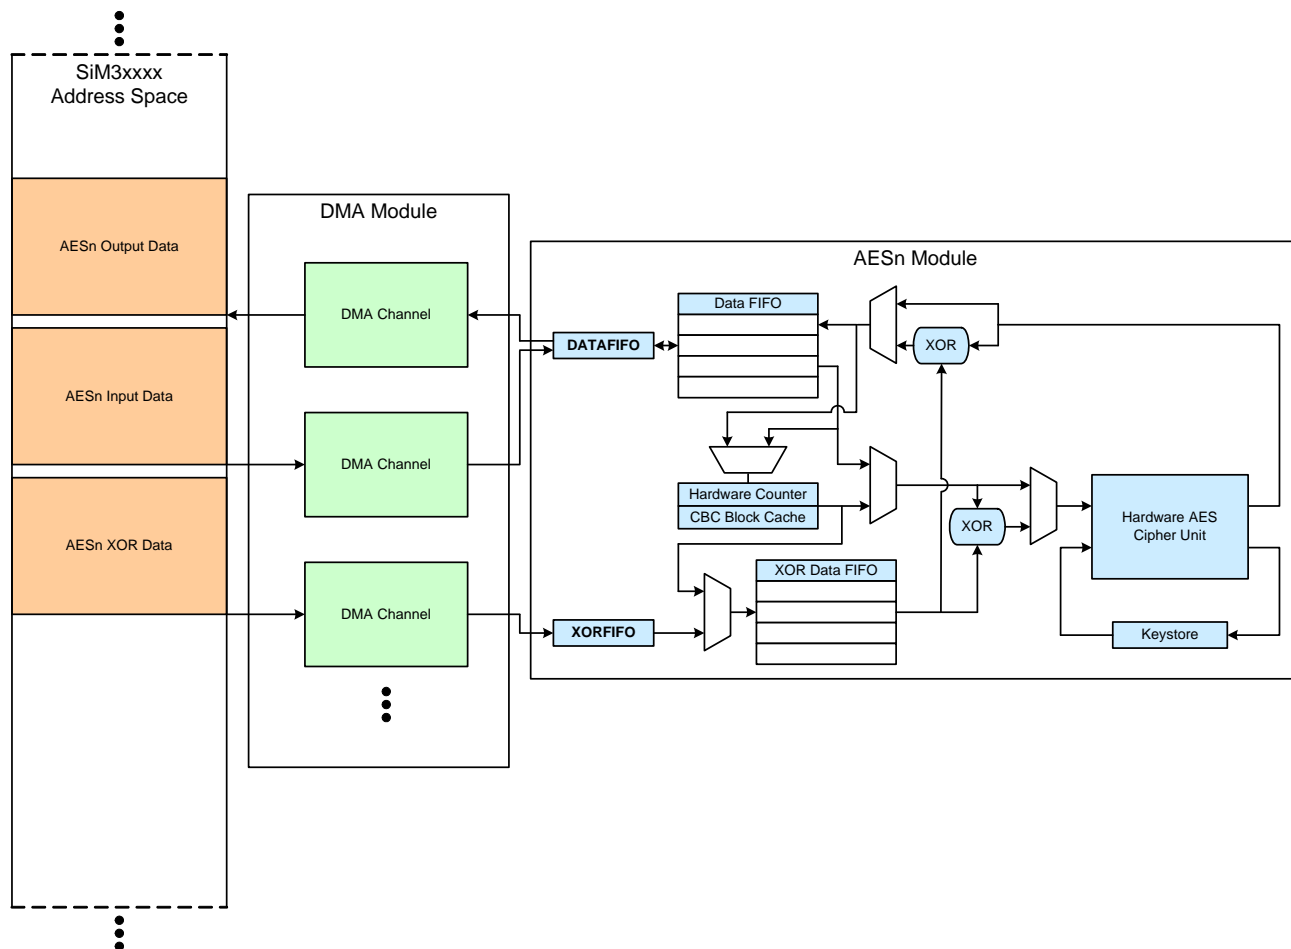 SiM3xxxx
Address Space
AESn Output Data
AESn Input Data
AESn XOR Data
DMA Module
DMA Channel
DMA Channel
DMA Channel
AESn Module
DATAFIFO
Data FIFO
XOR
Hardware Counter
CBC Block Cache
XOR
Hardware AES
Cipher Unit
XOR Data FIFO
XORFIFO
Keystore